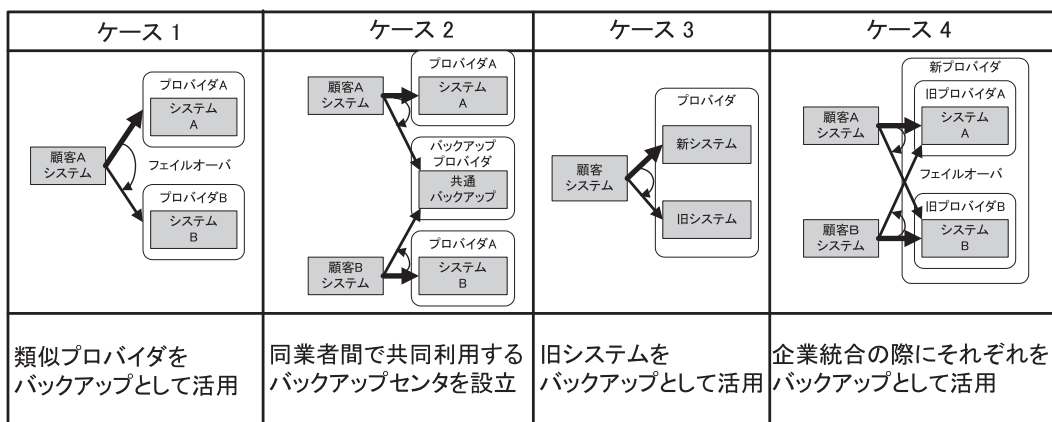 ケース 1
ケース 2
ケース 3
ケース 4
プロバイダA
システム
A
顧客A
システム
フェイルオーバ
プロバイダB
システム
B
プロバイダA
顧客A
システム
システム
A
バックアップ
プロバイダ
共通
バックアップ
プロバイダA
顧客B
システム
システム
B
プロバイダ
新システム
顧客
システム
旧システム
新プロバイダ
旧プロバイダA
顧客A
システム
システム
A
フェイルオーバ
旧プロバイダB
顧客B
システム
システム
B
類似プロバイダを
バックアップとして活用
同業者間で共同利用する
バックアップセンタを設立
旧システムを
バックアップとして活用
企業統合の際にそれぞれを
バックアップとして活用